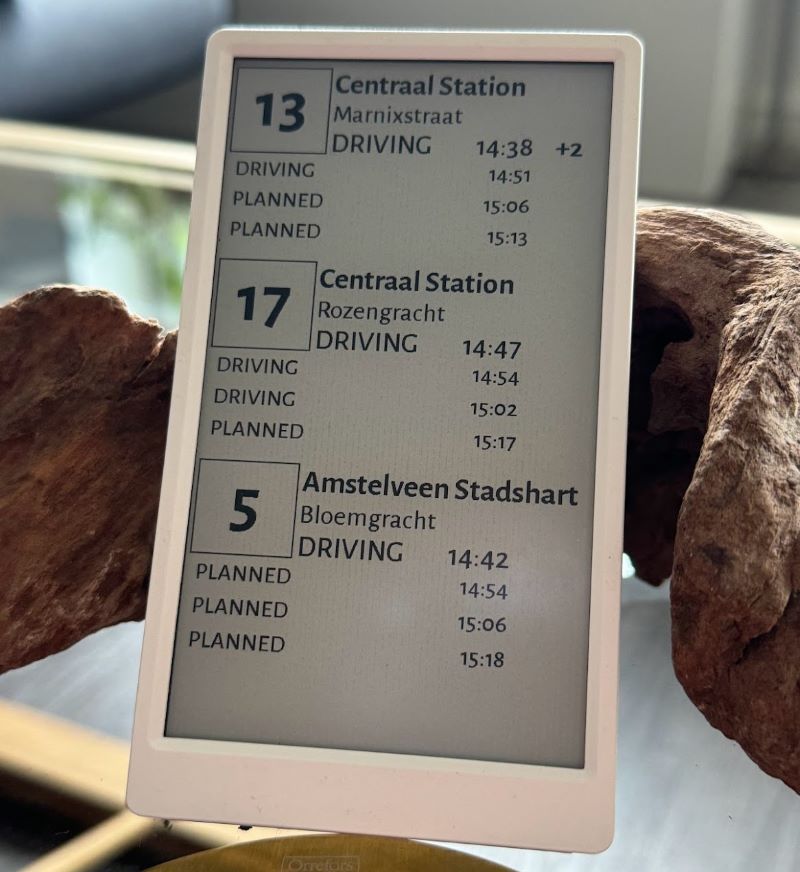 13 Centraal Station
Marnixstraat
DRIVING 14:38 +2
DRIVING 14:51
PLANNED 15:06
PLANNED 15:13
17 Centraal Station
Rozengracht
DRIVING 14:47
DRIVING 14:54
DRIVING 15:02
PLANNED 15:17
5 Amstelveen Stadshart
Bloemgracht
DRIVING 14:42
PLANNED 14:54
PLANNED 15:06
PLANNED 15:18
Orrefors